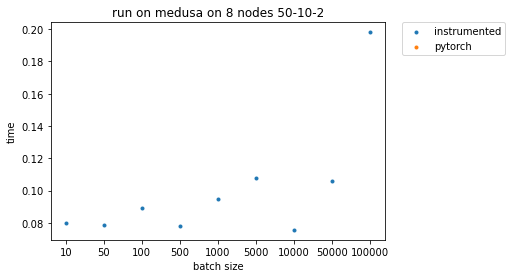 run on medusa on 8 nodes 50-10-2
instrumented
pytorch
0.20
0.18
0.16
0.14
0.12
0.10
0.08
time
10 50 100 500 1000 5000 10000 50000 100000
batch size